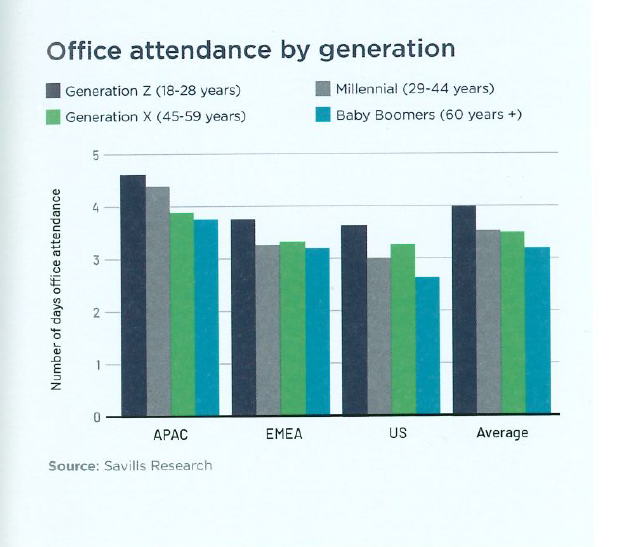 Office attendance by generation
Generation Z (18-28 years)
Millennial (29-44 years)
Generation X (45-59 years)
Baby Boomers (60 years +)
Number of days office attendance
5
4
3
2
1
0
APAC
EMEA
US
Average
Source: Savills Research